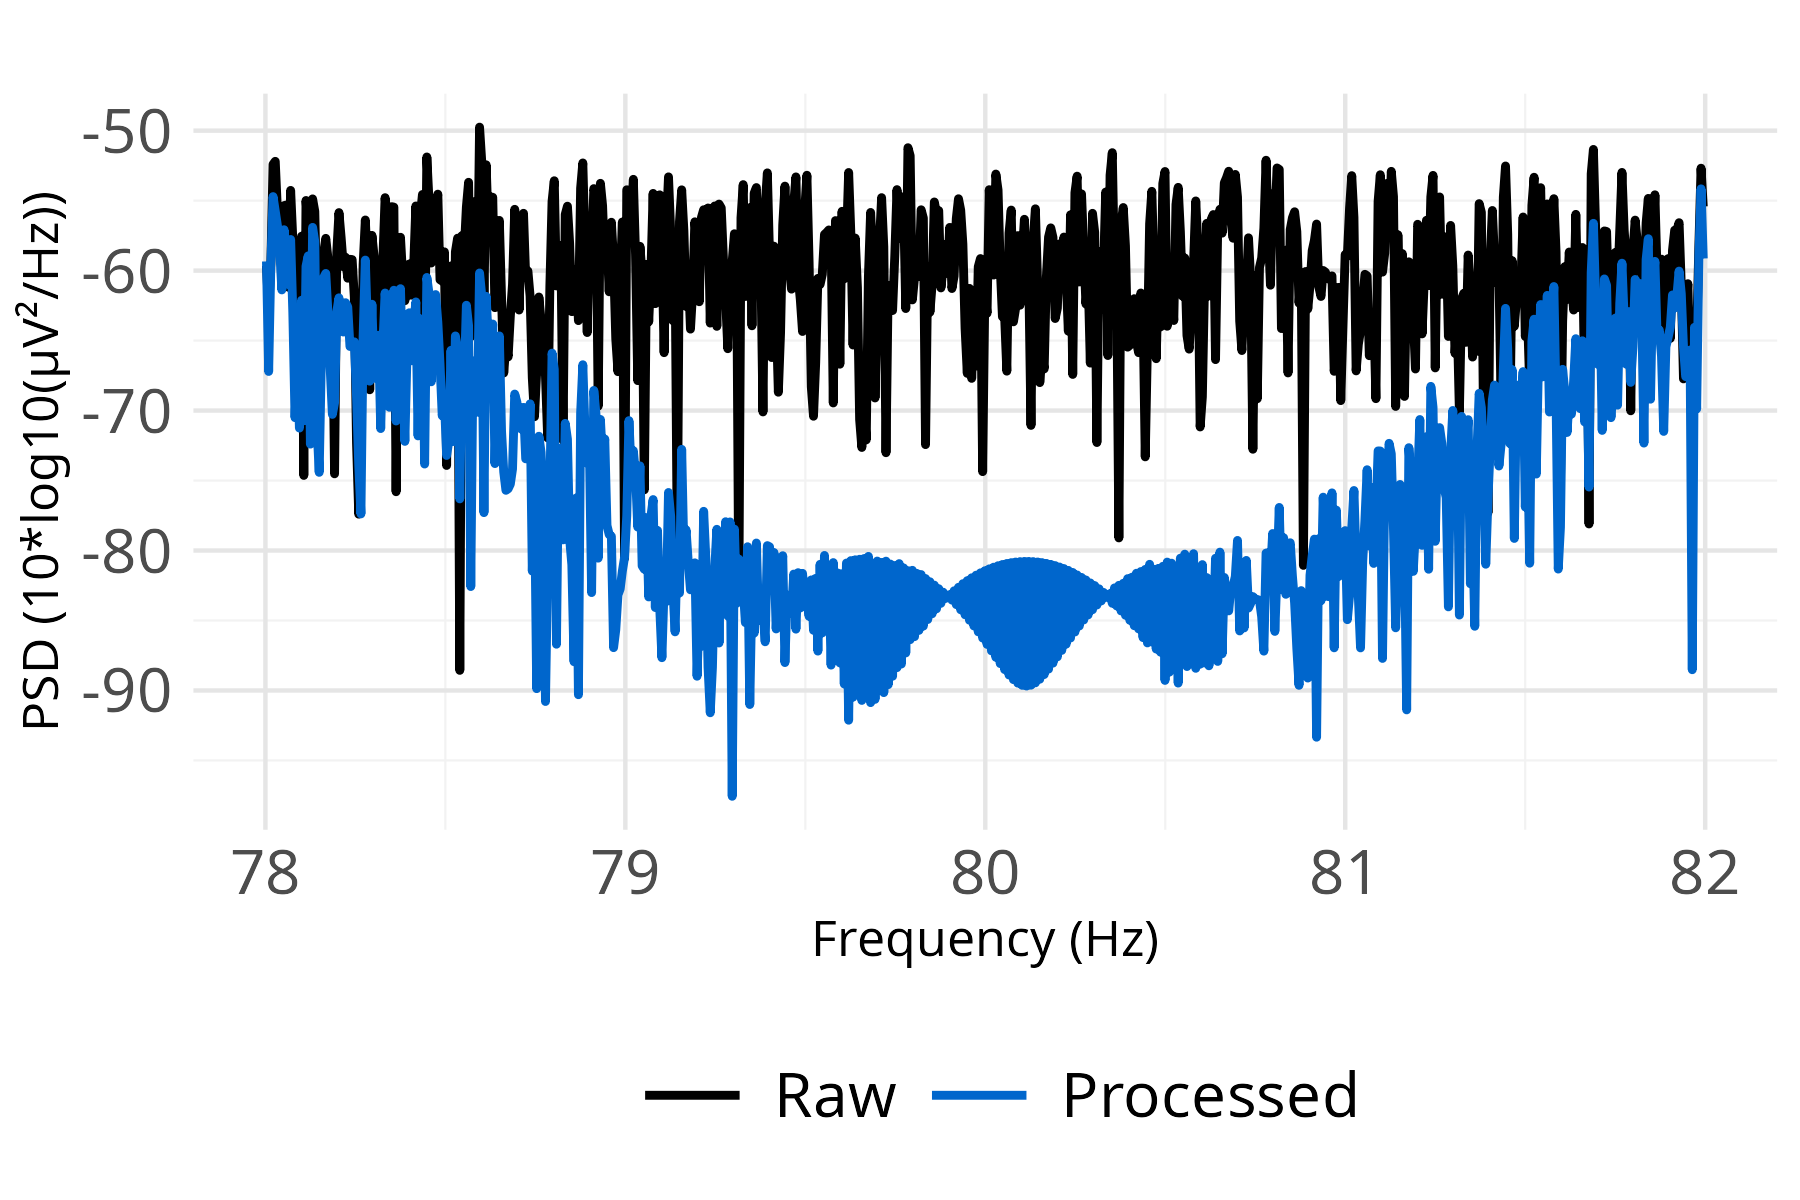 -50
-60
-70
-80
-90
PSD (10*log10(µV²/Hz))
78 79 80 81 82
Frequency (Hz)
Raw Processed